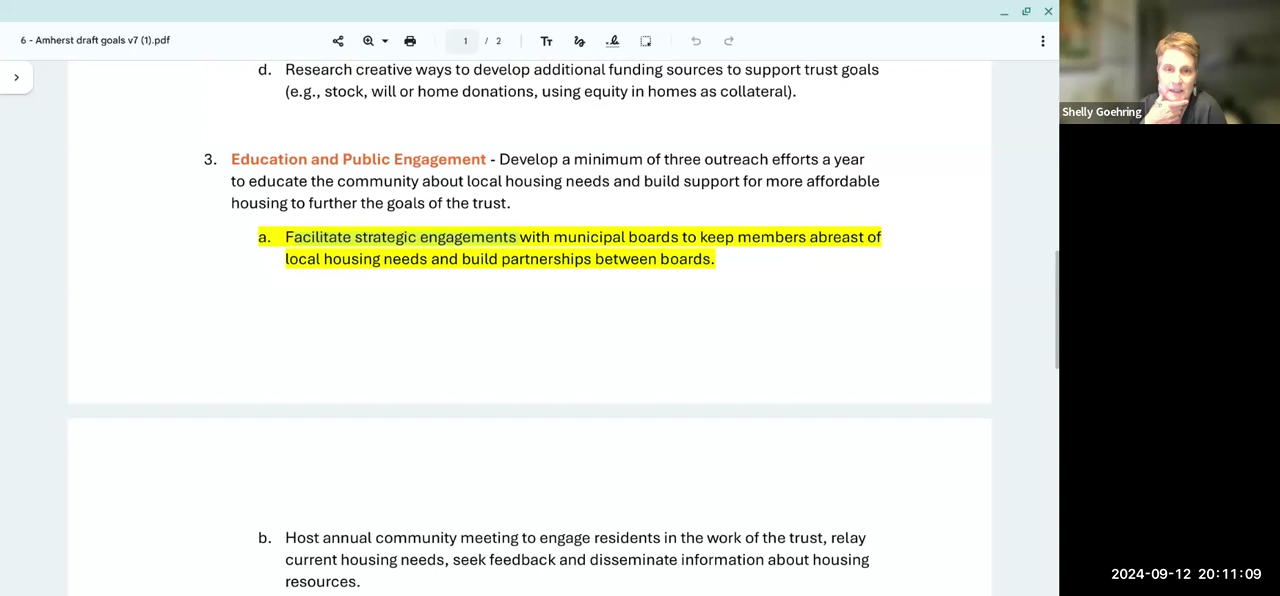 6 - Amherst draft goals v7 (1).pdf
1 / 2
d. Research creative ways to develop additional funding sources to support trust goals
(e.g., stock, will or home donations, using equity in homes as collateral).
3. Education and Public Engagement - Develop a minimum of three outreach efforts a year
to educate the community about local housing needs and build support for more affordable
housing to further the goals of the trust.
a. Facilitate strategic engagements with municipal boards to keep members abreast of
local housing needs and build partnerships between boards.
b. Host annual community meeting to engage residents in the work of the trust, relay
current housing needs, seek feedback and disseminate information about housing
resources.
Shelly Goehring
2024-09-12 20:11:09